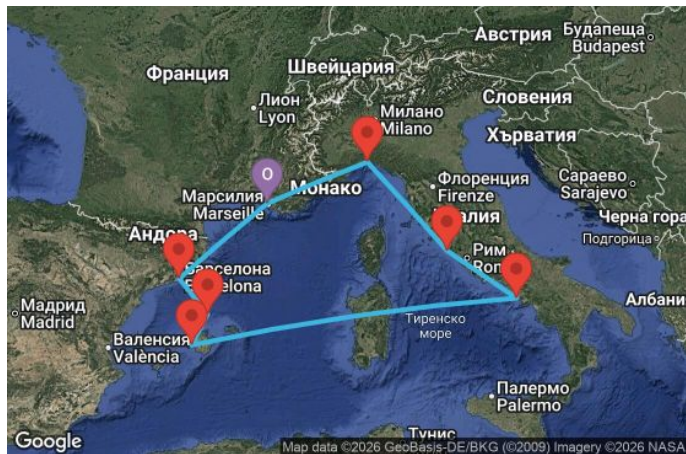 Австрия
Будапеща
Budapest
Франция
Швейцария
Лион
Lyon
Словения
Милано
Milano
Хърватия
Сараево
Sarajevo
Флоренция
Firenze
Монако
O
Марсилия
Marseille
Черна гора
Подгорица
Андора
Рим
Барселона
Мадрид
Madrid
Албани
Тиренско
море
Валенсия
València
Палермо
Palermo
Тунис
Google
Map data ©2026 GeoBasis-DE/BKG (©2009) Imagery ©2026 NASA